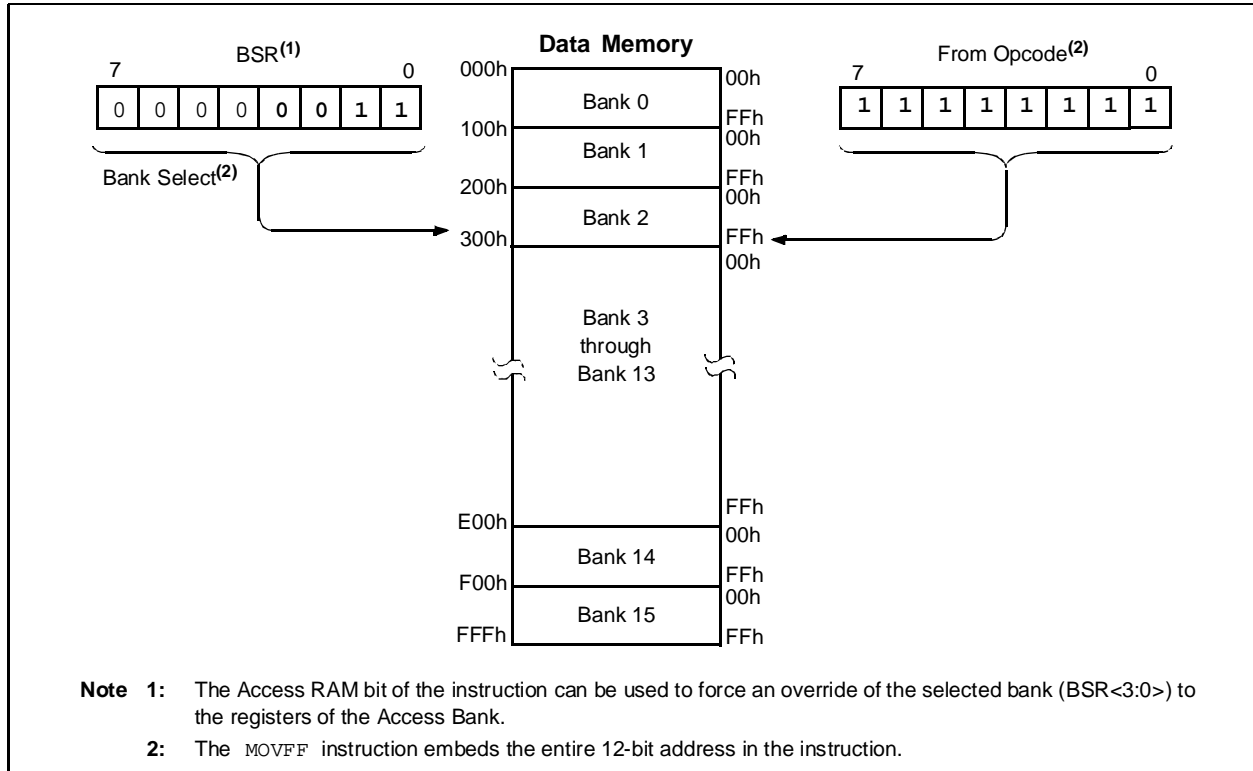 Data Memory
BSR(1)
7 0
0 0 0 0 0 0 1 1
Bank Select(2)
From Opcode(2)
7 0
1 1 1 1 1 1 1 1
000h
00h
Bank 0
FFh
100h
00h
Bank 1
FFh
200h
00h
Bank 2
FFh
300h
00h
Bank 3
through
Bank 13
FFh
E00h
00h
Bank 14
FFh
F00h
00h
Bank 15
FFFh
FFh
Note 1: The Access RAM bit of the instruction can be used to force an override of the selected bank (BSR<3:0>) to
the registers of the Access Bank.
2: The MOVFF instruction embeds the entire 12-bit address in the instruction.